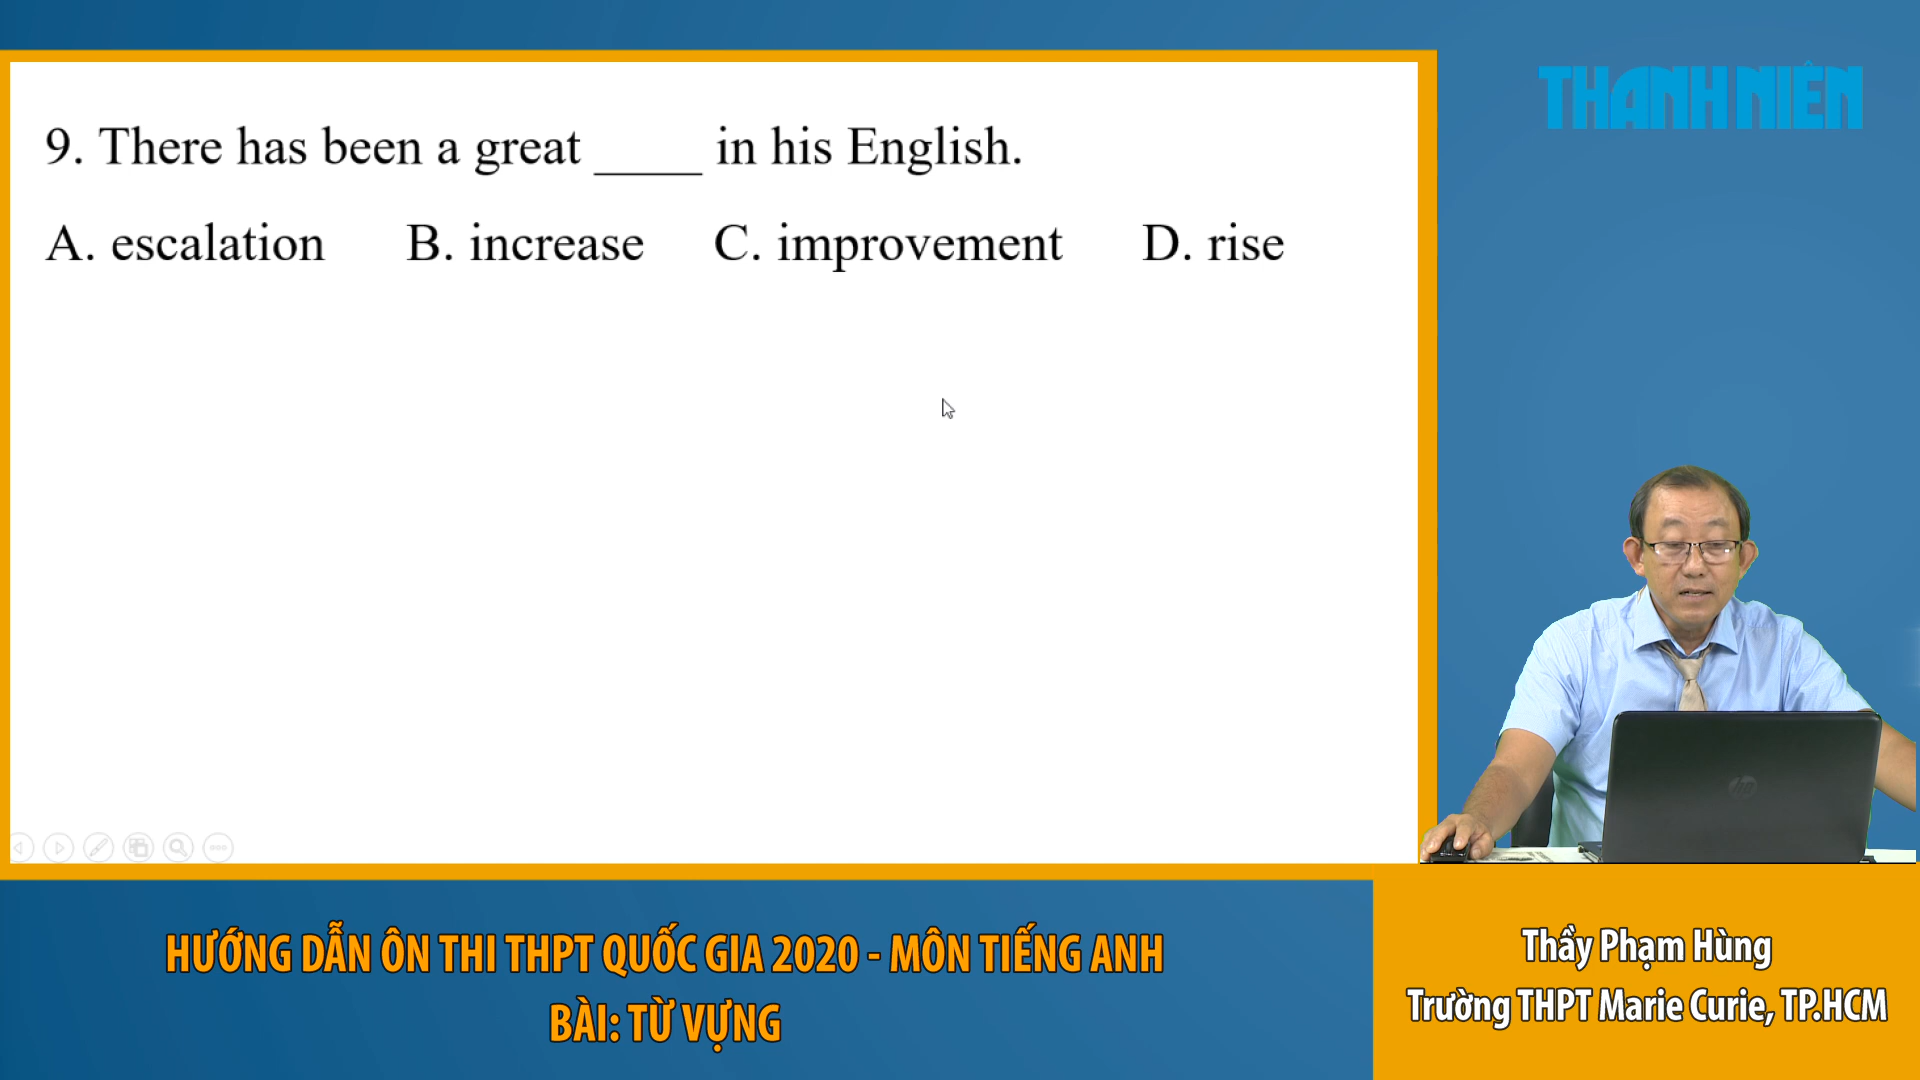 THANH NIÊN
9. There has been a great _____ in his English.
A. escalation B. increase C. improvement D. rise
hp
HƯỚNG DẪN ÔN THI THPT QUỐC GIA 2020 - MÔN TIẾNG ANH
BÀI: TỪ VỰNG
Thầy Phạm Hùng
Trường THPT Marie Curie, TP.HCM